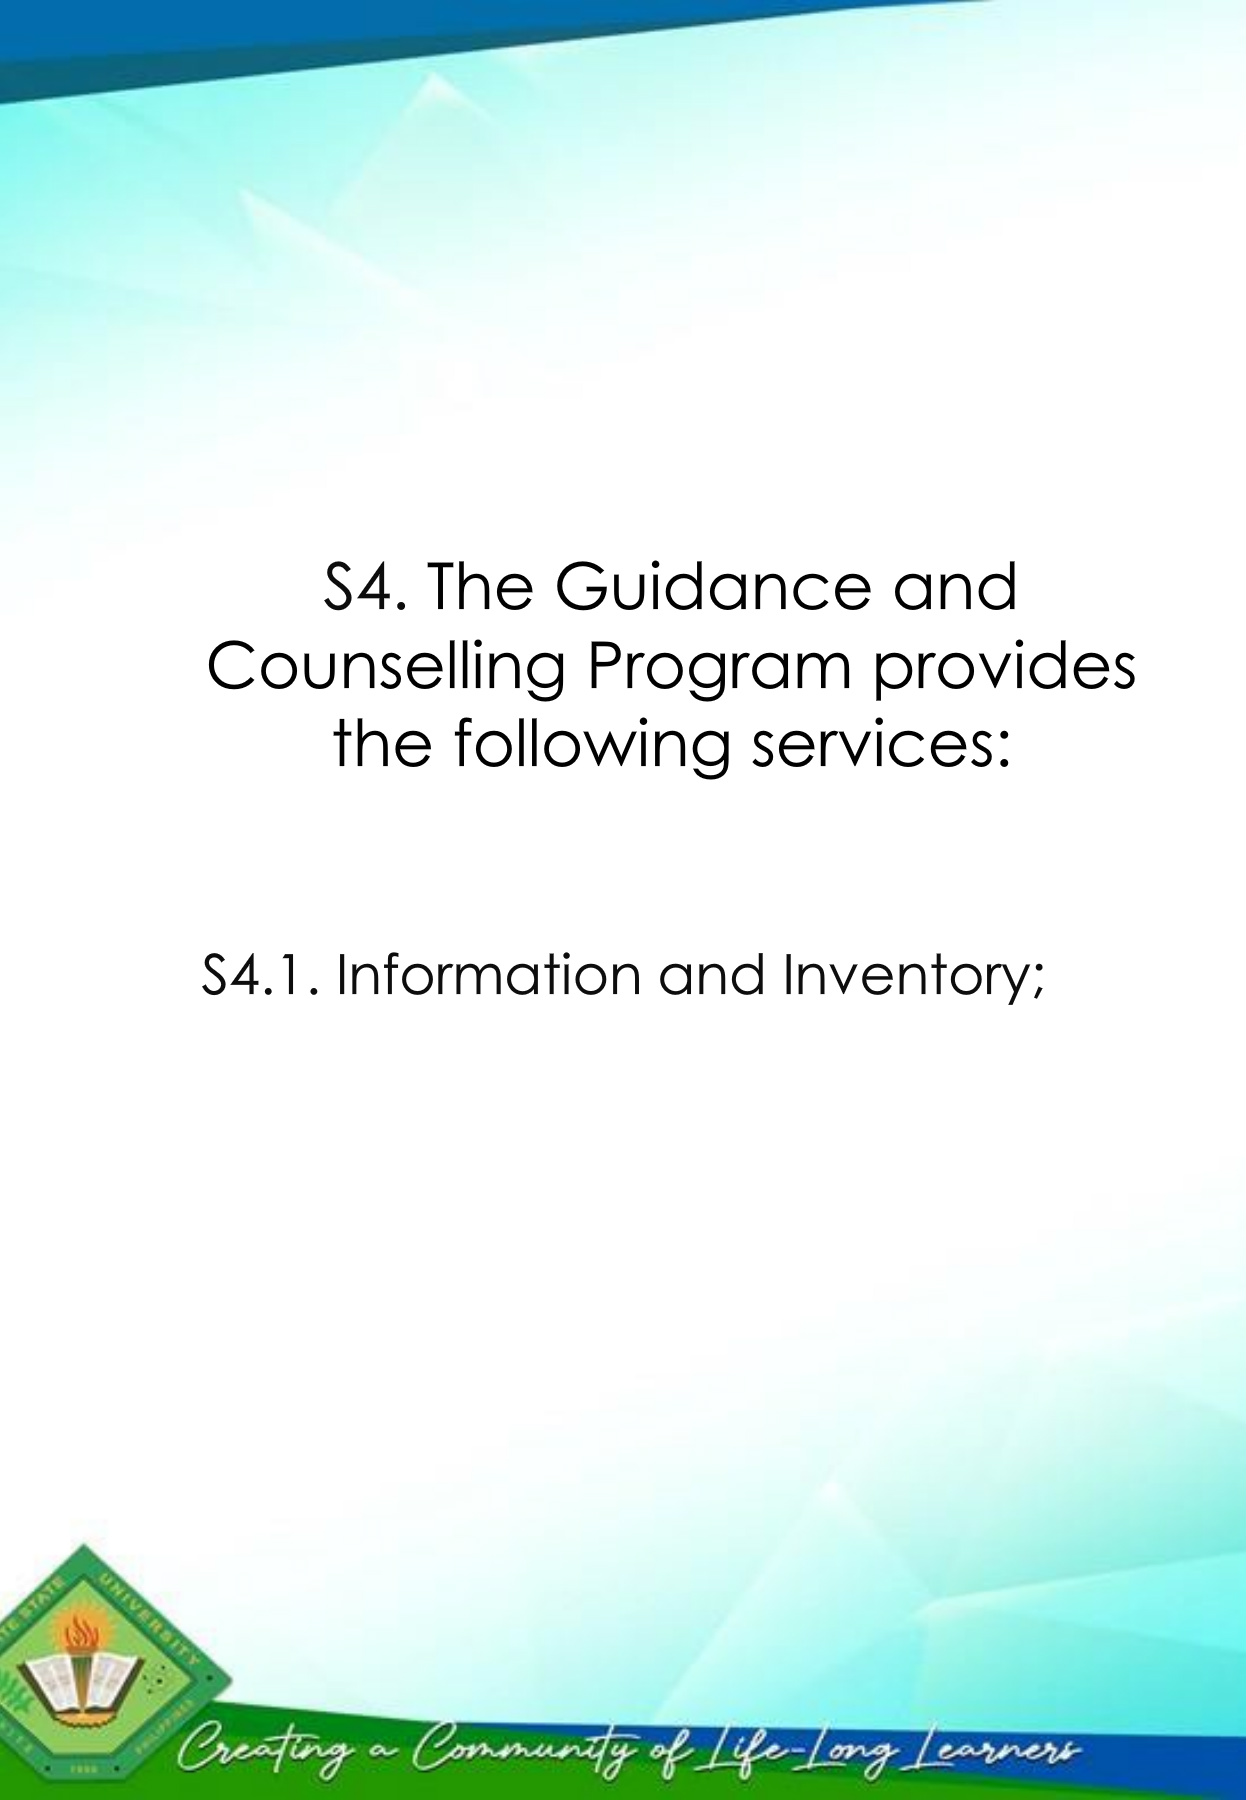 S4. The Guidance and
Counselling Program provides
the following services:
S4.1. Information and Inventory;
STATE UNIVERSITY
PHILIPPINES
Creating a Community of Life-Long Learners